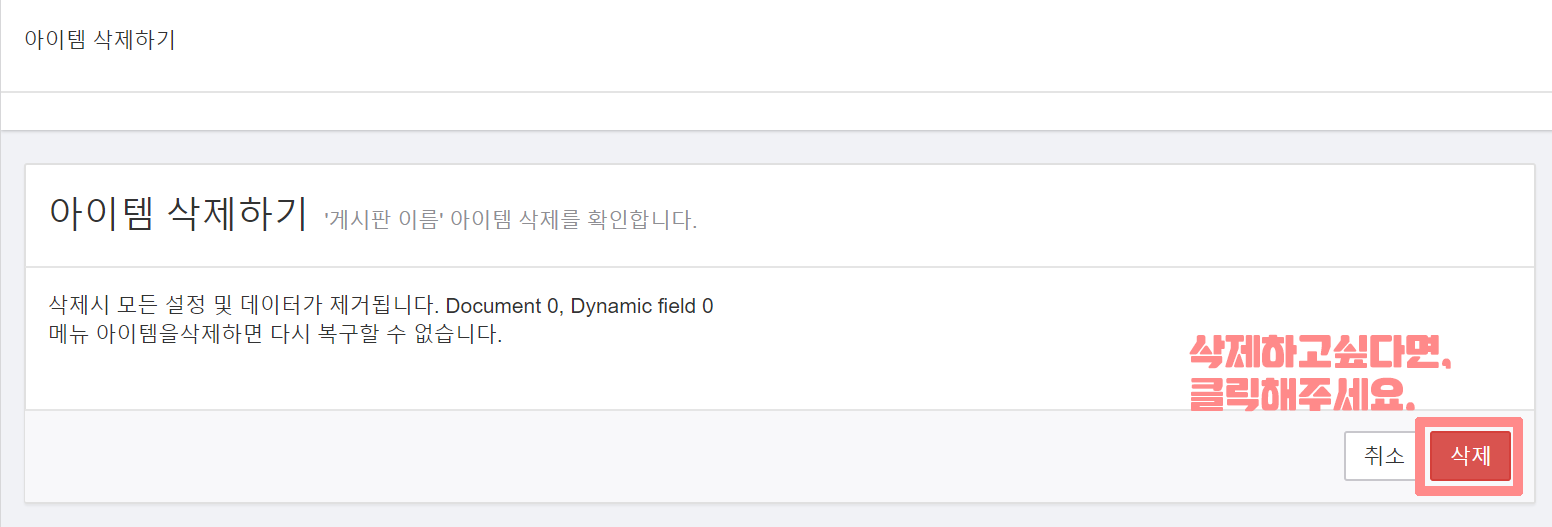 아이템 삭제하기
아이템 삭제하기 '게시판 이름' 아이템 삭제를 확인합니다.
삭제시 모든 설정 및 데이터가 제거됩니다. Document 0, Dynamic field 0
메뉴 아이템을삭제하면 다시 복구할 수 없습니다.
삭제하고싶다면,
클릭해주세요.
취소 삭제